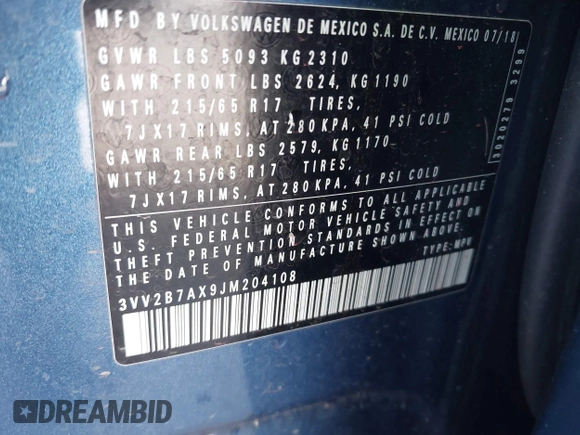 MFD BY VOLKSWAGEN DE MEXICO S.A. DE C.V. MEXICO 07/18
GVWR LBS 5093 KG 2310
GAWR FRONT LBS 2624, KG 1190
WITH 215/65 R17 TIRES,
7JX17 RIMS, AT 280 KPA, 41 PSI COLD
GAWR REAR LBS 2579, KG 1170
WITH 215/65 R17 TIRES,
7JX17 RIMS, AT 280 KPA, 41 PSI COLD
THIS VEHICLE CONFORMS TO ALL APPLICABLE
U.S. FEDERAL MOTOR VEHICLE SAFETY AND
THEFT PREVENTION STANDARDS IN EFFECT ON
THE DATE OF MANUFACTURE SHOWN ABOVE.
3VV2B7AX9JM204108 TYPE: MPV
3020279 3299
DREAMBID